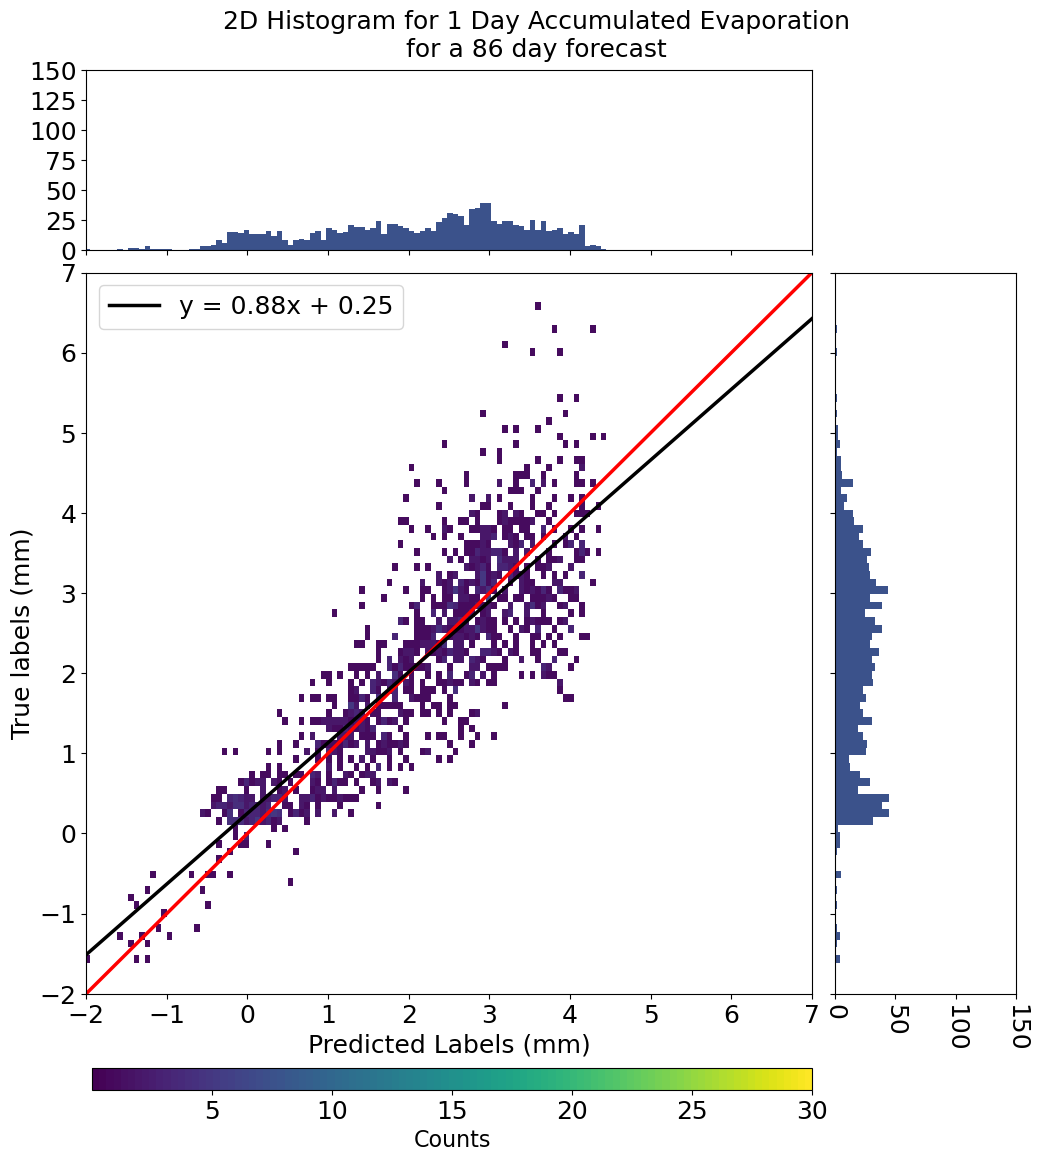 2D Histogram for 1 Day Accumulated Evaporation
for a 86 day forecast
150
125
100
75
50
25
0
7
6
5
4
3
2
1
0
−1
−2
True labels (mm)
y = 0.88x + 0.25
−2 −1 0 1 2 3 4 5 6 7
Predicted Labels (mm)
0 50 100 150
5 10 15 20 25 30
Counts